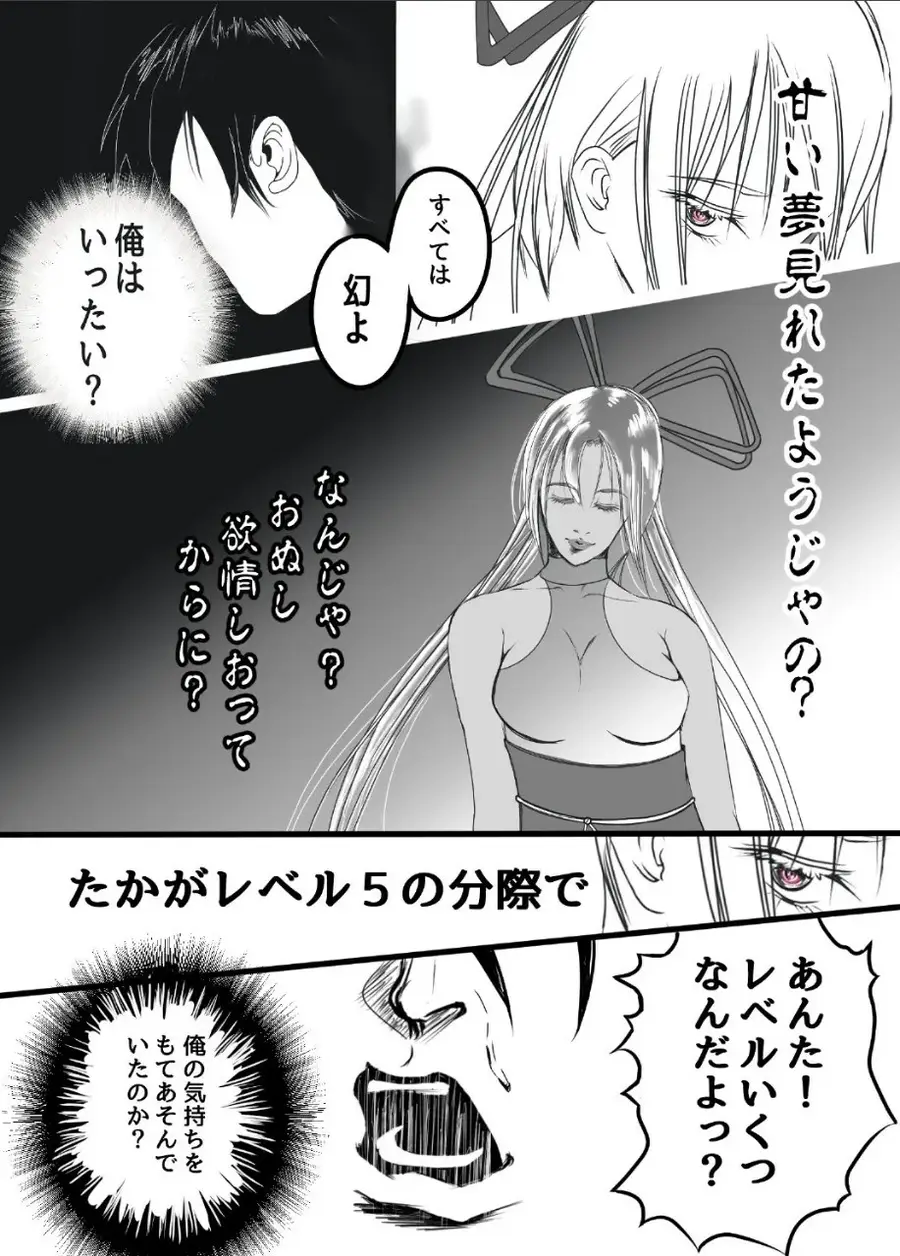 甘い夢見れたようじゃの？
すべては
幻よ
俺は
いったい？
なんじゃ？
おぬし
欲情しおって
からに？
たかがレベル５の分際で
あんた！
レベルいくつ
なんだよっ？
俺の気持ちを
もてあそんで
いたのか？